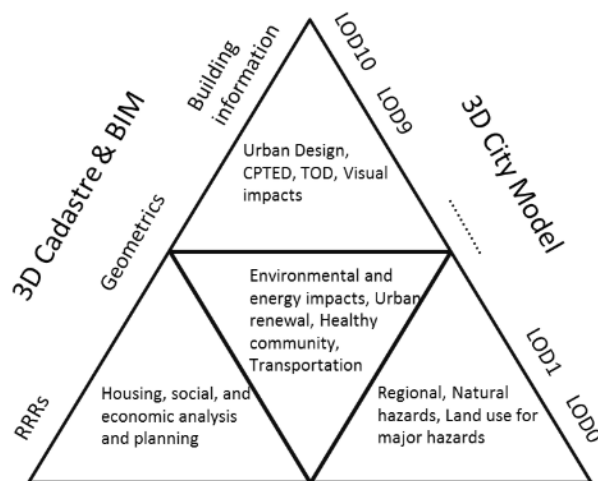 3D Cadastre & BIM
Building
information
Geometrics
RRRs
LOD10
LOD9
..........
LOD1
LOD0
3D City Model
Urban Design,
CPTED, TOD, Visual
impacts
Environmental and
energy impacts, Urban
renewal, Healthy
community,
Transportation
Housing, social, and
economic analysis
and planning
Regional, Natural
hazards, Land use for
major hazards